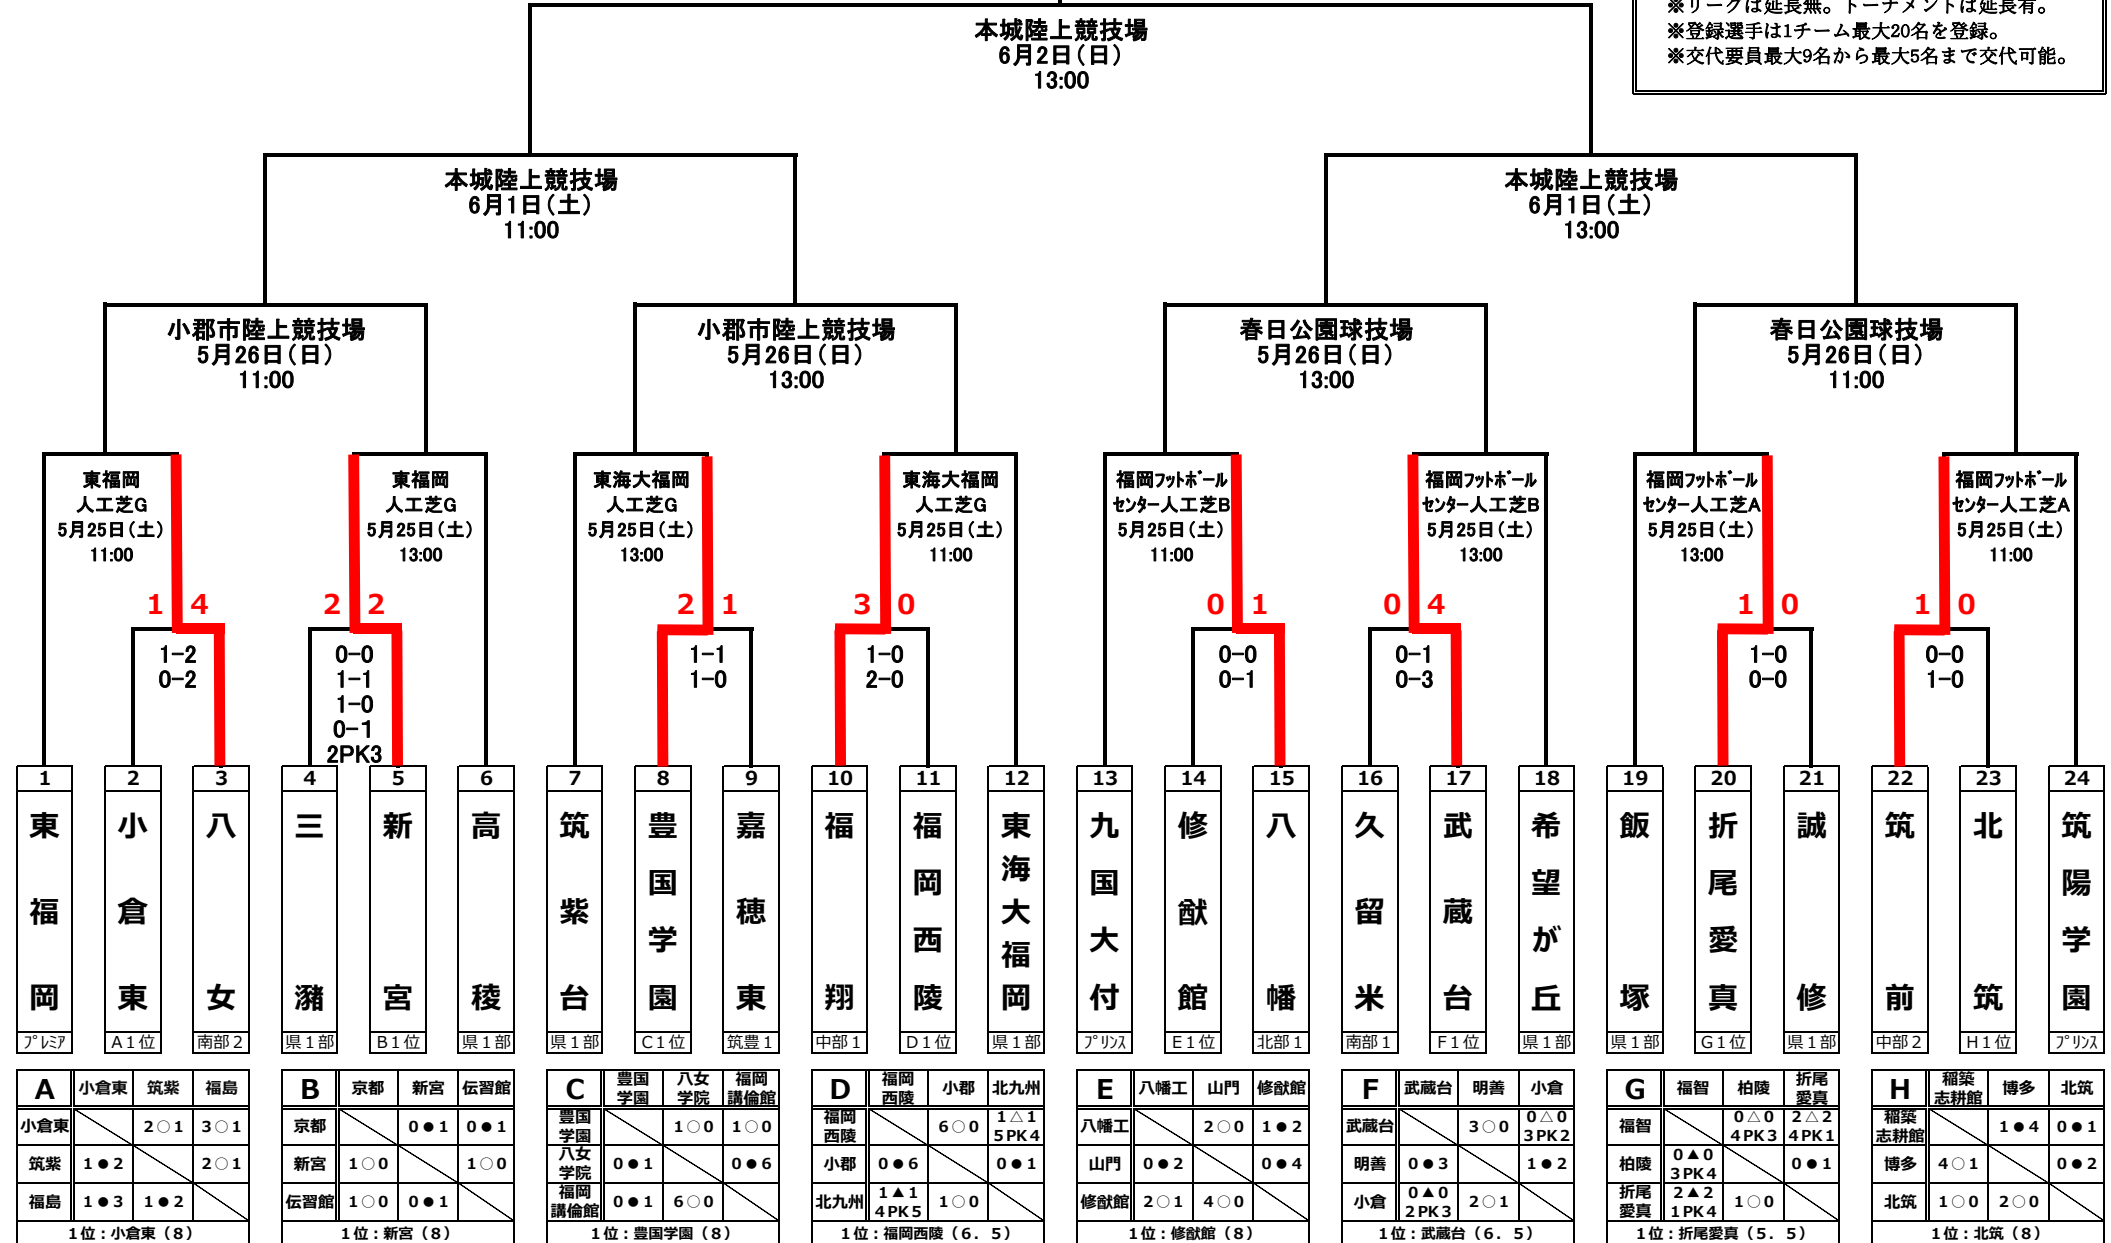 ※リーグは延長無。トーナメントは延長有。
※登録選手は1チーム最大20名を登録。
※交代要員最大9名から最大5名まで交代可能。
本城陸上競技場
6月2日(日)
13:00
本城陸上競技場
6月1日(土)
11:00
本城陸上競技場
6月1日(土)
13:00
小郡市陸上競技場
5月26日(日)
11:00
小郡市陸上競技場
5月26日(日)
13:00
春日公園球技場
5月26日(日)
13:00
春日公園球技場
5月26日(日)
11:00
東福岡
人工芝G
5月25日(土)
11:00
東福岡
人工芝G
5月25日(土)
13:00
東海大福岡
人工芝G
5月25日(土)
13:00
東海大福岡
人工芝G
5月25日(土)
11:00
福岡フットボール
センター人工芝B
5月25日(土)
11:00
福岡フットボール
センター人工芝B
5月25日(土)
13:00
福岡フットボール
センター人工芝A
5月25日(土)
13:00
福岡フットボール
センター人工芝A
5月25日(土)
11:00
1 4
1-2
0-2
2 2
0-0
1-1
1-0
0-1
2PK3
2 1
1-1
1-0
3 0
1-0
2-0
0 1
0-0
0-1
0 4
0-1
0-3
1 0
1-0
0-0
1 0
0-0
1-0
1 東福岡 プレミア
2 小倉東 A1位
3 八女 南部2
4 三潴 県1部
5 新宮 B1位
6 高稜 県1部
7 筑紫台 県1部
8 豊国学園 C1位
9 嘉穂東 筑豊1
10 福翔 中部1
11 福岡西陵 D1位
12 東海大福岡 県1部
13 九国大付 プリンス
14 修猷館 E1位
15 八幡 北部1
16 久留米 南部1
17 武蔵台 F1位
18 希望が丘 県1部
19 飯塚 県1部
20 折尾愛真 G1位
21 誠修 県1部
22 筑前 中部2
23 北筑 H1位
24 筑陽学園 プリンス
A 小倉東 筑紫 福島
小倉東 2○1 3○1
筑紫 1●2 2○1
福島 1●3 1●2
1位:小倉東(8)
B 京都 新宮 伝習館
京都 0●1 0●1
新宮 1○0 1○0
伝習館 1○0 0●1
1位:新宮(8)
C 豊国学園 八女学院 福岡講倫館
豊国学園 1○0 1○0
八女学院 0●1 0●6
福岡講倫館 0●1 6○0
1位:豊国学園(8)
D 福岡西陵 小郡 北九州
福岡西陵 6○0 1△1 5PK4
小郡 0●6 0●1
北九州 1▲1 4PK5 1○0
1位:福岡西陵(6.5)
E 八幡工 山門 修猷館
八幡工 2○0 1●2
山門 0●2 0●4
修猷館 2○1 4○0
1位:修猷館(8)
F 武蔵台 明善 小倉
武蔵台 3○0 0△0 3PK2
明善 0●3 1●2
小倉 0▲0 2PK3 2○1
1位:武蔵台(6.5)
G 福智 柏陵 折尾愛真
福智 0△0 4PK3 2△2 4PK1
柏陵 0▲0 3PK4 0●1
折尾愛真 2▲2 1PK4 1○0
1位:折尾愛真(5.5)
H 稲築志耕館 博多 北筑
稲築志耕館 1●4 0●1
博多 4○1 0●2
北筑 1○0 2○0
1位:北筑(8)